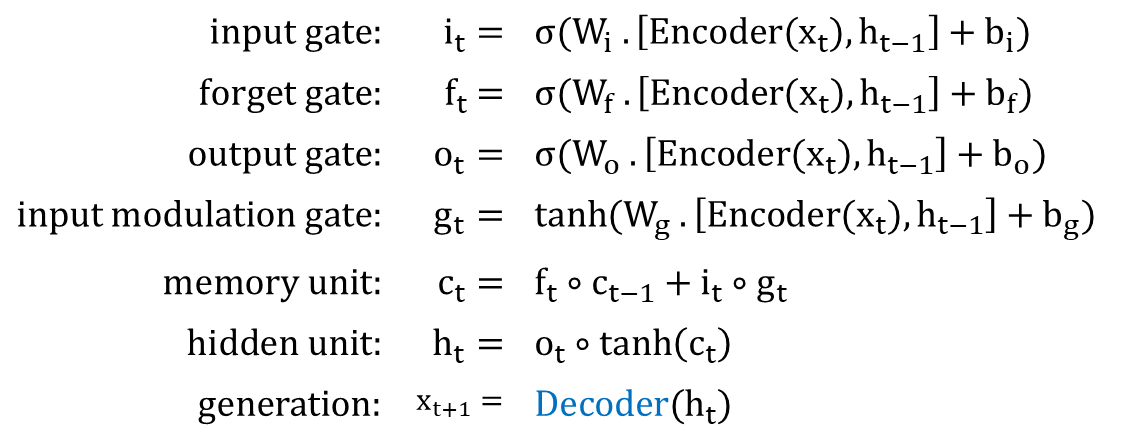 input gate: iₜ = σ(Wᵢ . [Encoder(xₜ), hₜ₋₁] + bᵢ)
forget gate: fₜ = σ(W_f . [Encoder(xₜ), hₜ₋₁] + b_f)
output gate: oₜ = σ(Wₒ . [Encoder(xₜ), hₜ₋₁] + bₒ)
input modulation gate: gₜ = tanh(W_g . [Encoder(xₜ), hₜ₋₁] + b_g)
memory unit: cₜ = fₜ ∘ cₜ₋₁ + iₜ ∘ gₜ
hidden unit: hₜ = oₜ ∘ tanh(cₜ)
generation: xₜ₊₁ = Decoder(hₜ)